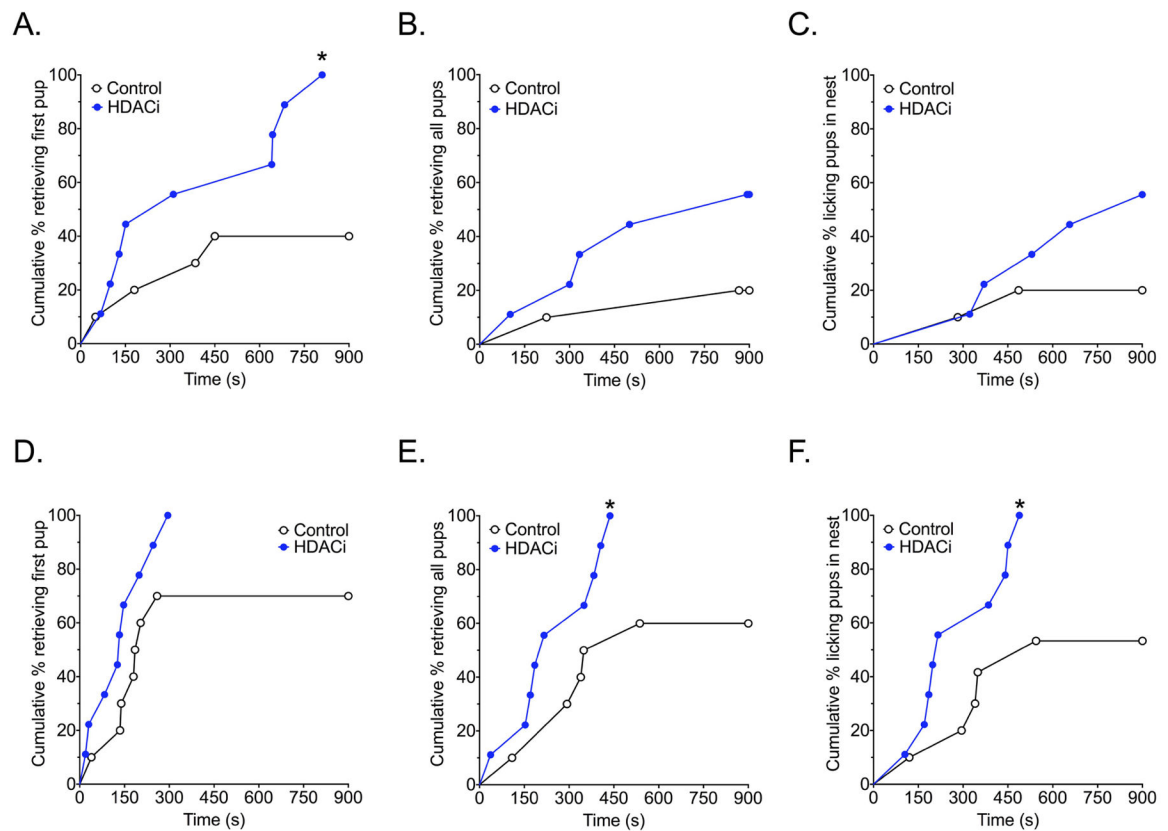 A.
B.
C.
*
Control
HDACi
Cumulative % retrieving first pup
100
80
60
40
20
0
0 150 300 450 600 750 900
Time (s)
Control
HDACi
Cumulative % retrieving all pups
100
80
60
40
20
0
0 150 300 450 600 750 900
Time (s)
Control
HDACi
Cumulative % licking pups in nest
100
80
60
40
20
0
0 300 600 750 900
Time (s)
D.
E.
F.
Control
HDACi
Cumulative % retrieving first pup
100
80
60
40
20
0
0 150 300 450 600 750 900
Time (s)
*
Control
HDACi
Cumulative % retrieving all pups
100
80
60
40
20
0
0 150 300 450 600 750 900
Time (s)
*
Control
HDACi
Cumulative % licking pups in nest
100
80
60
40
20
0
0 150 300 450 600 750 900
Time (s)